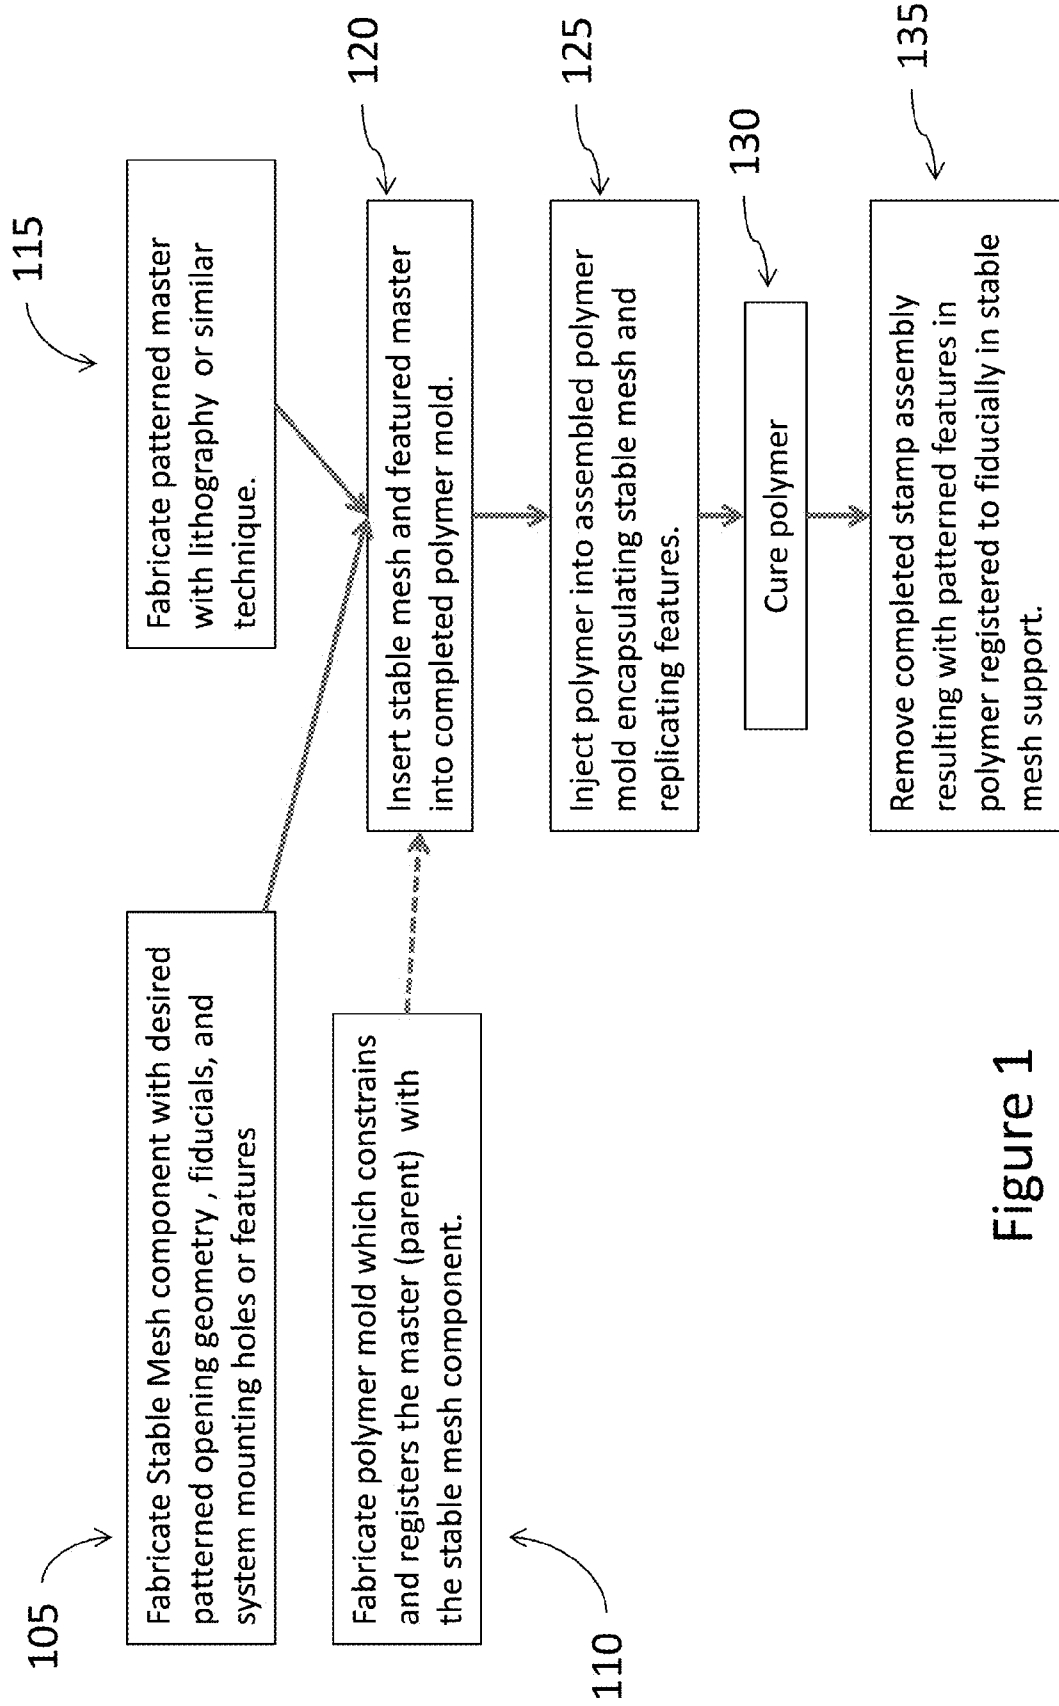 105
Fabricate Stable Mesh component with desired
patterned opening geometry , fiducials, and
system mounting holes or features
110
Fabricate polymer mold which constrains
and registers the master (parent) with
the stable mesh component.
115
Fabricate patterned master
with lithography or similar
technique.
120
Insert stable mesh and featured master
into completed polymer mold.
125
Inject polymer into assembled polymer
mold encapsulating stable mesh and
replicating features.
130
Cure polymer
135
Remove completed stamp assembly
resulting with patterned features in
polymer registered to fiducially in stable
mesh support.
Figure 1